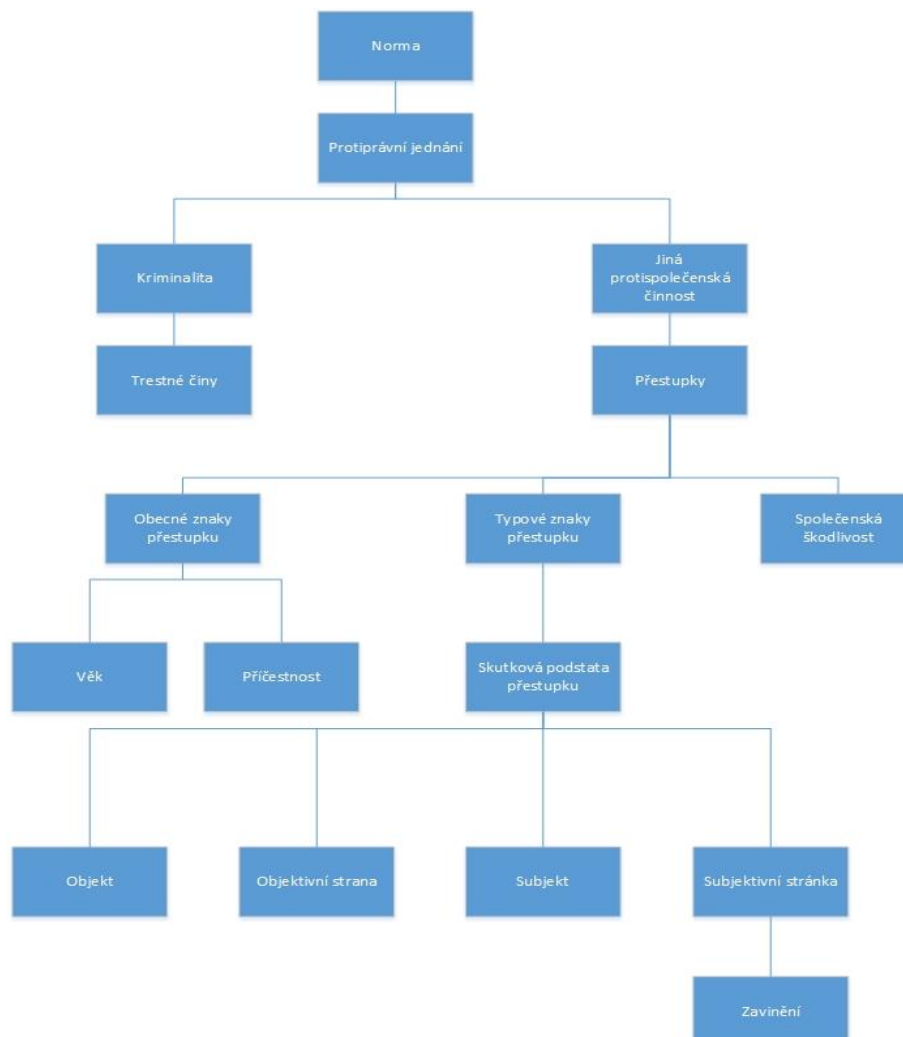 Norma
Protiprávní jednání
Kriminalita
Jiná
protispolečenská
činnost
Trestné činy
Přestupky
Obecné znaky
přestupku
Typové znaky
přestupku
Společenská
škodlivost
Věk
Příčestnost
Skutková podstata
přestupku
Objekt
Objektivní strana
Subjekt
Subjektivní stránka
Zavinění